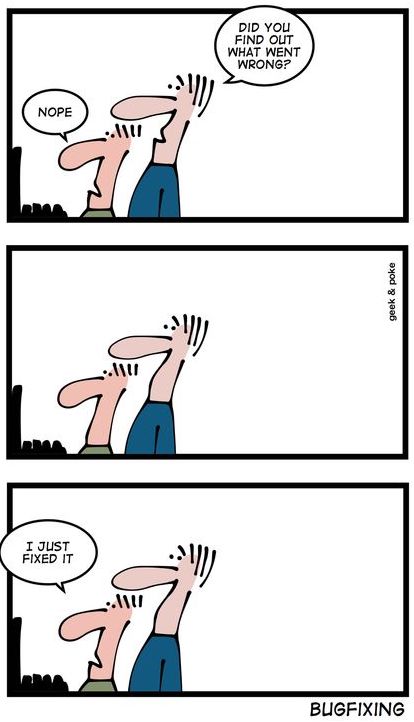 DID YOU
FIND OUT
WHAT WENT
WRONG?
NOPE
geek & poke
I JUST
FIXED IT
BUGFIXING